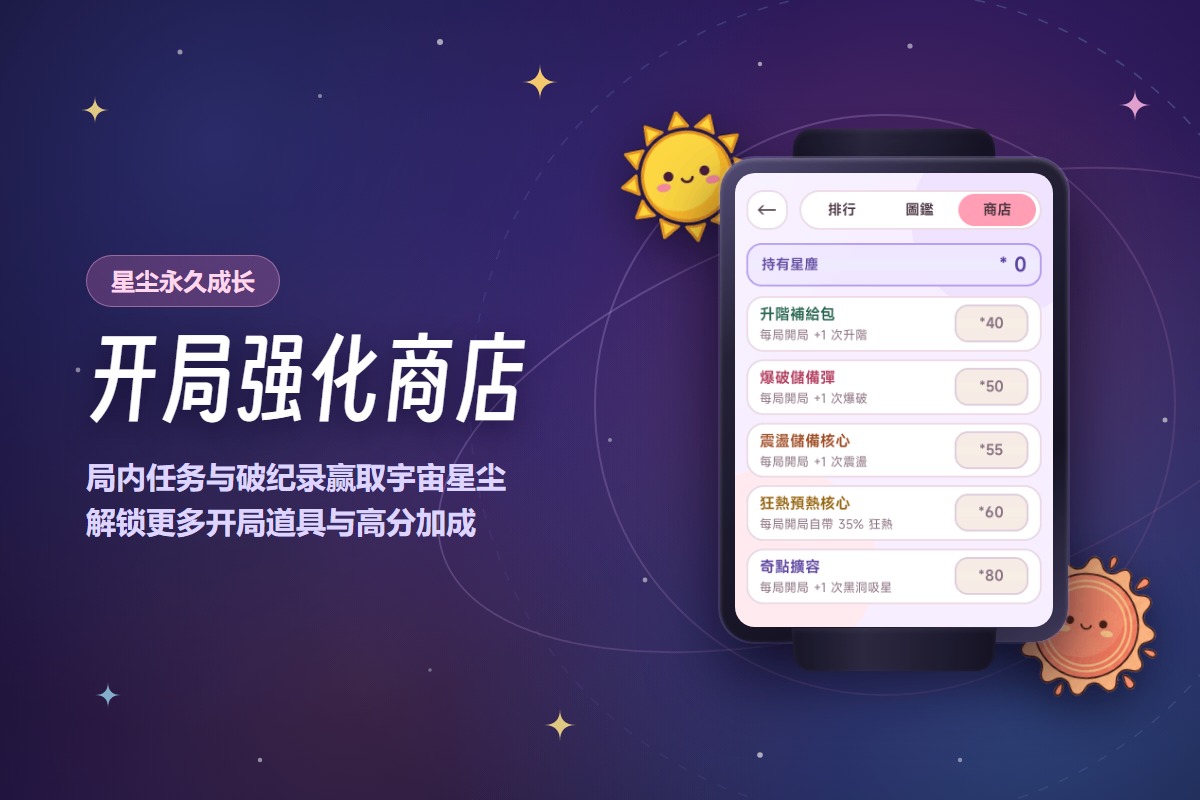 星尘永久成长
开局强化商店
局内任务与破纪录赢取宇宙星尘
解锁更多开局道具与高分加成
← 排行 圖鑑 商店
持有星塵 * 0
升階補給包
每局開局 +1 次升階
*40
爆破儲備彈
每局開局 +1 次爆破
*50
震盪儲備核心
每局開局 +1 次震盪
*55
狂熱預熱核心
每局開局自帶 35% 狂熱
*60
奇點擴容
每局開局 +1 次黑洞吸星
*80